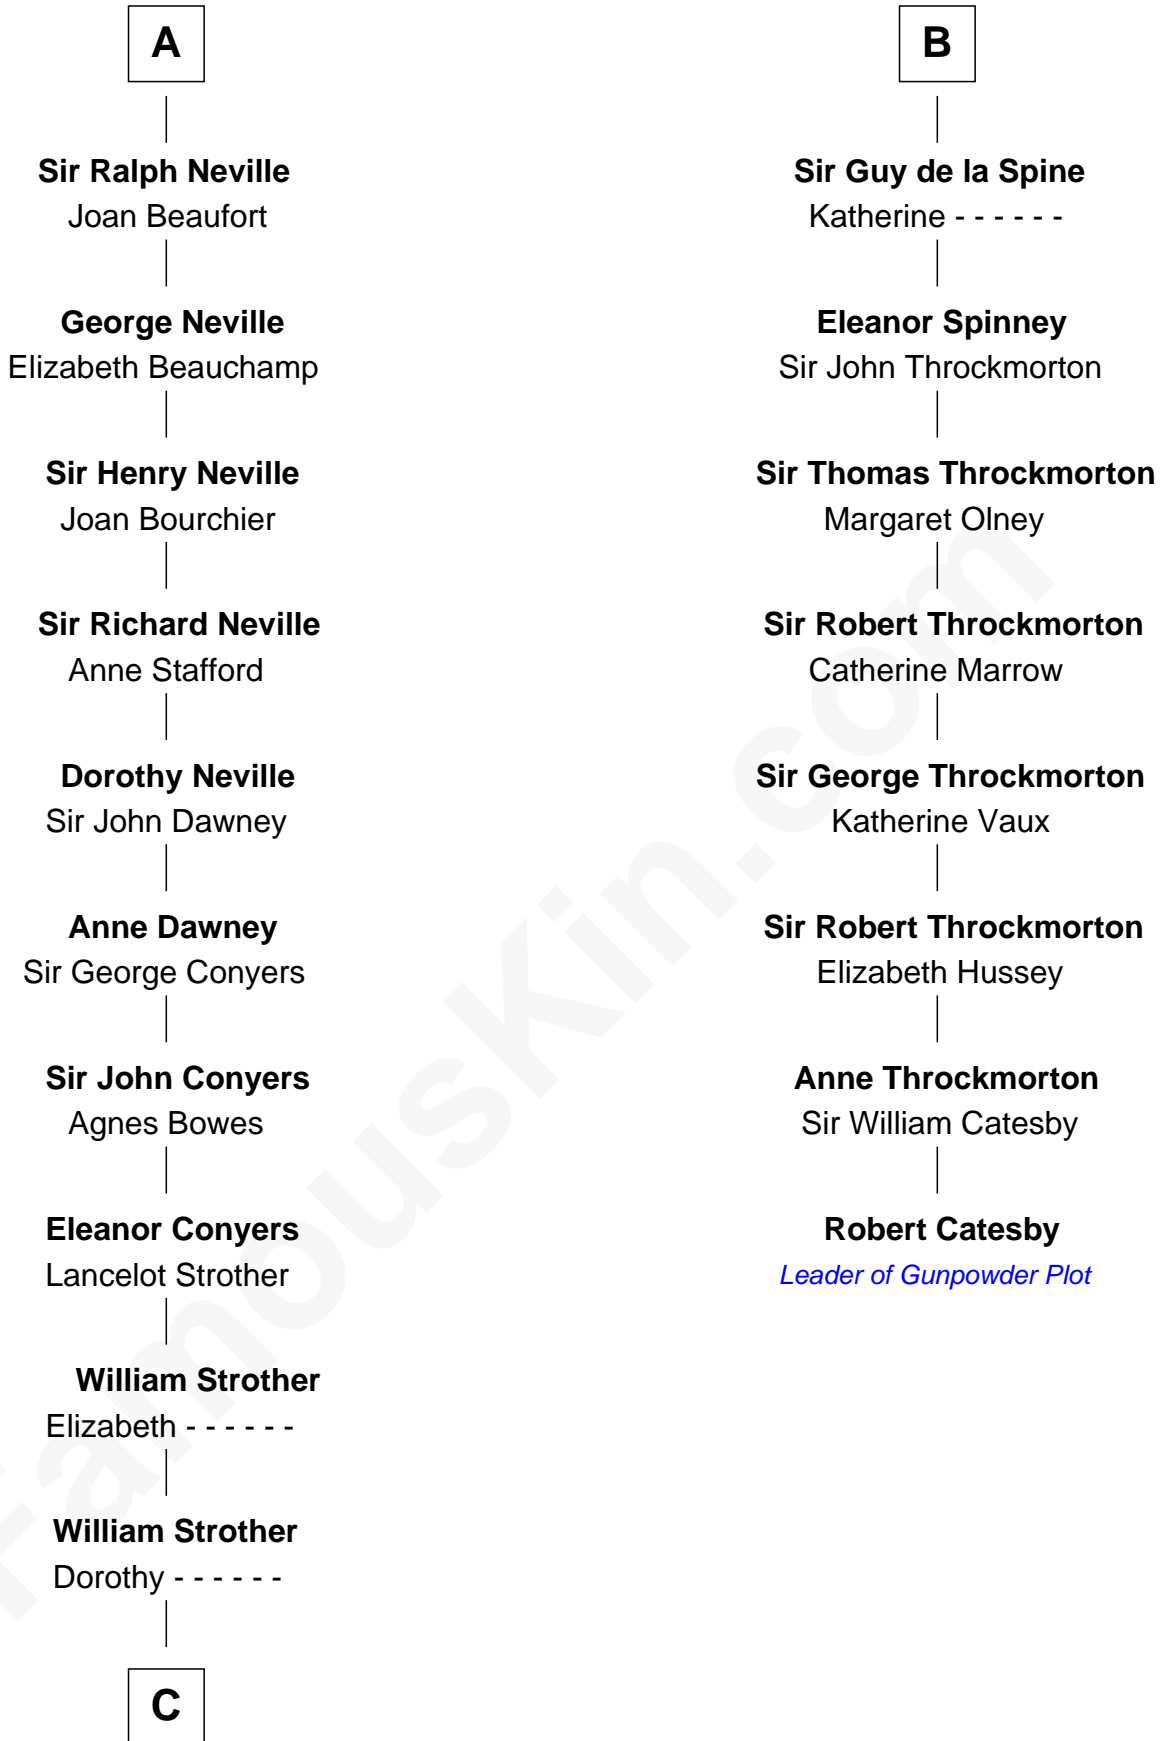 A
Sir Ralph Neville
Joan Beaufort
George Neville
Elizabeth Beauchamp
Sir Henry Neville
Joan Bourchier
Sir Richard Neville
Anne Stafford
Dorothy Neville
Sir John Dawney
Anne Dawney
Sir George Conyers
Sir John Conyers
Agnes Bowes
Eleanor Conyers
Lancelot Strother
William Strother
Elizabeth - - - - - -
William Strother
Dorothy - - - - - -
C
B
Sir Guy de la Spine
Katherine - - - - - -
Eleanor Spinney
Sir John Throckmorton
Sir Thomas Throckmorton
Margaret Olney
Sir Robert Throckmorton
Catherine Marrow
Sir George Throckmorton
Katherine Vaux
Sir Robert Throckmorton
Elizabeth Hussey
Anne Throckmorton
Sir William Catesby
Robert Catesby
Leader of Gunpowder Plot
FamousKin.com